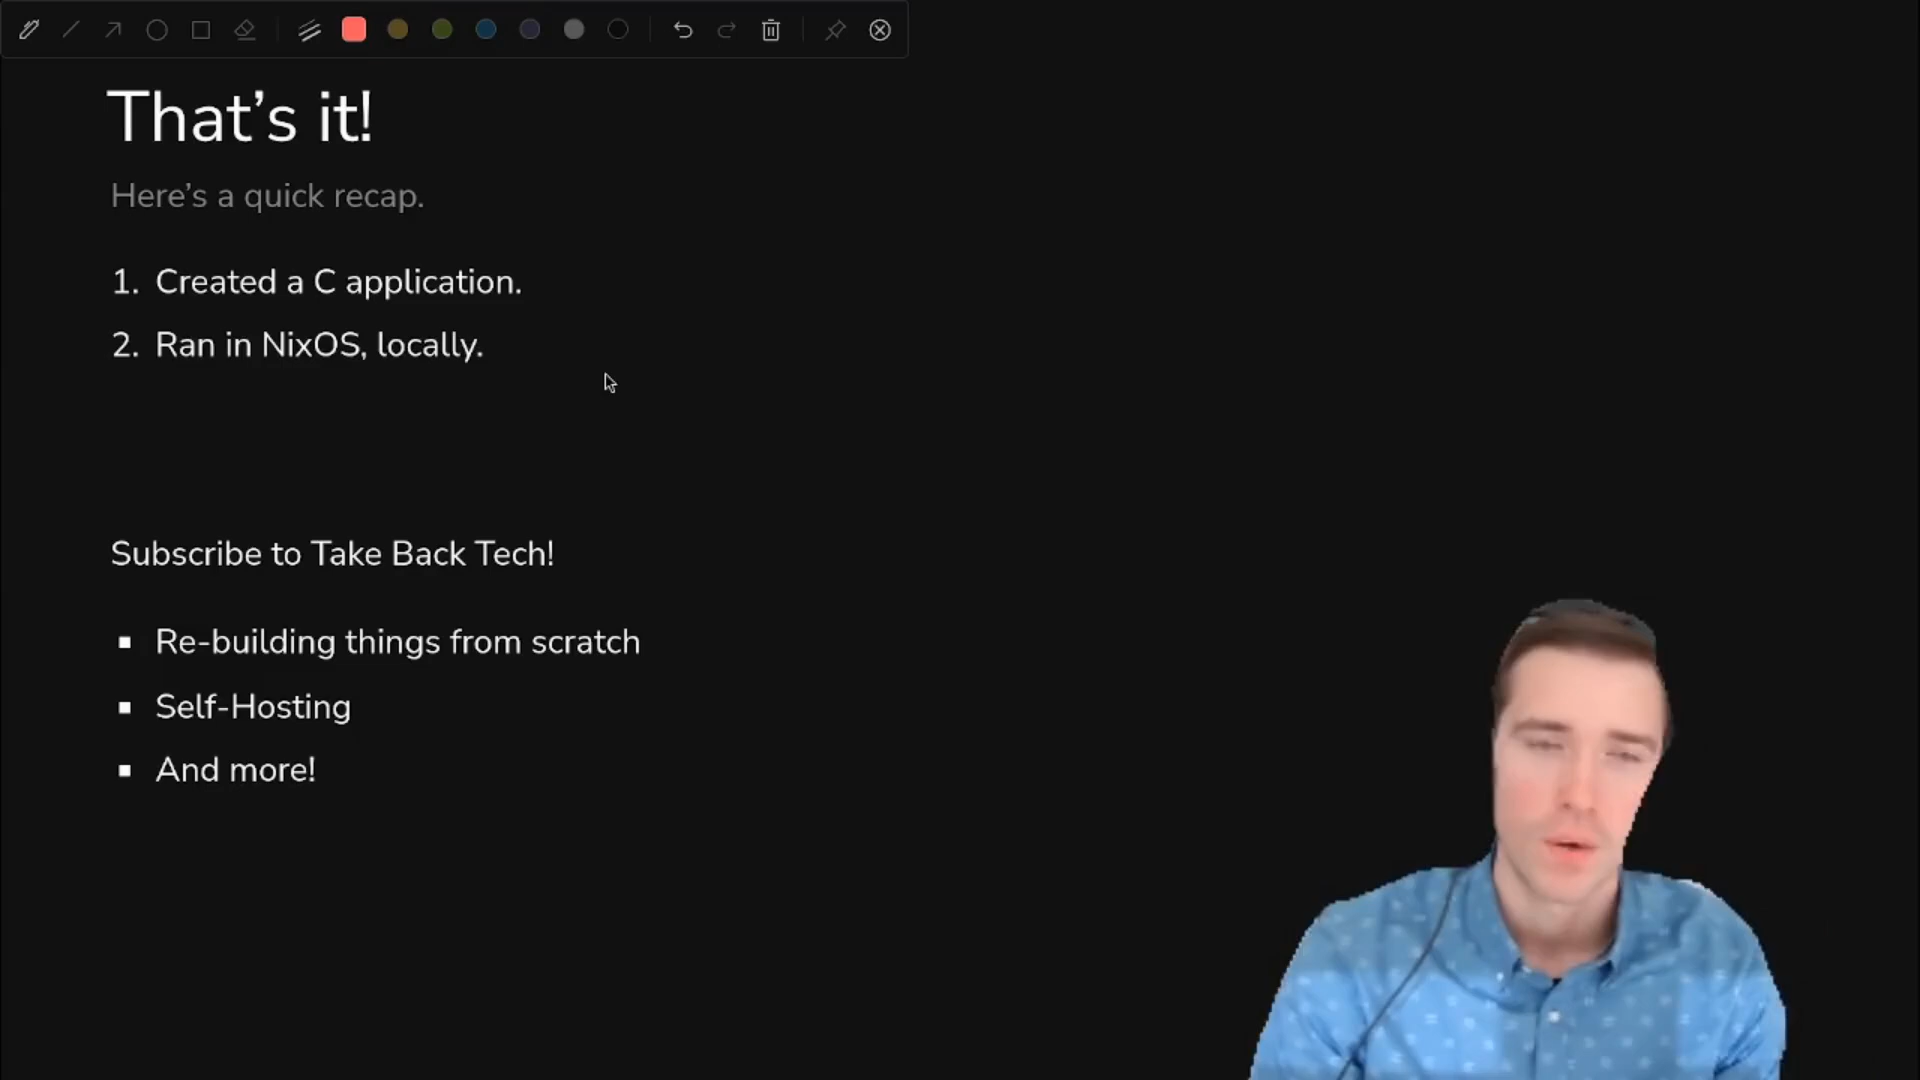 That's it!
Here's a quick recap.
1. Created a C application.
2. Ran in NixOS, locally.
Subscribe to Take Back Tech!
▪ Re-building things from scratch
▪ Self-Hosting
▪ And more!